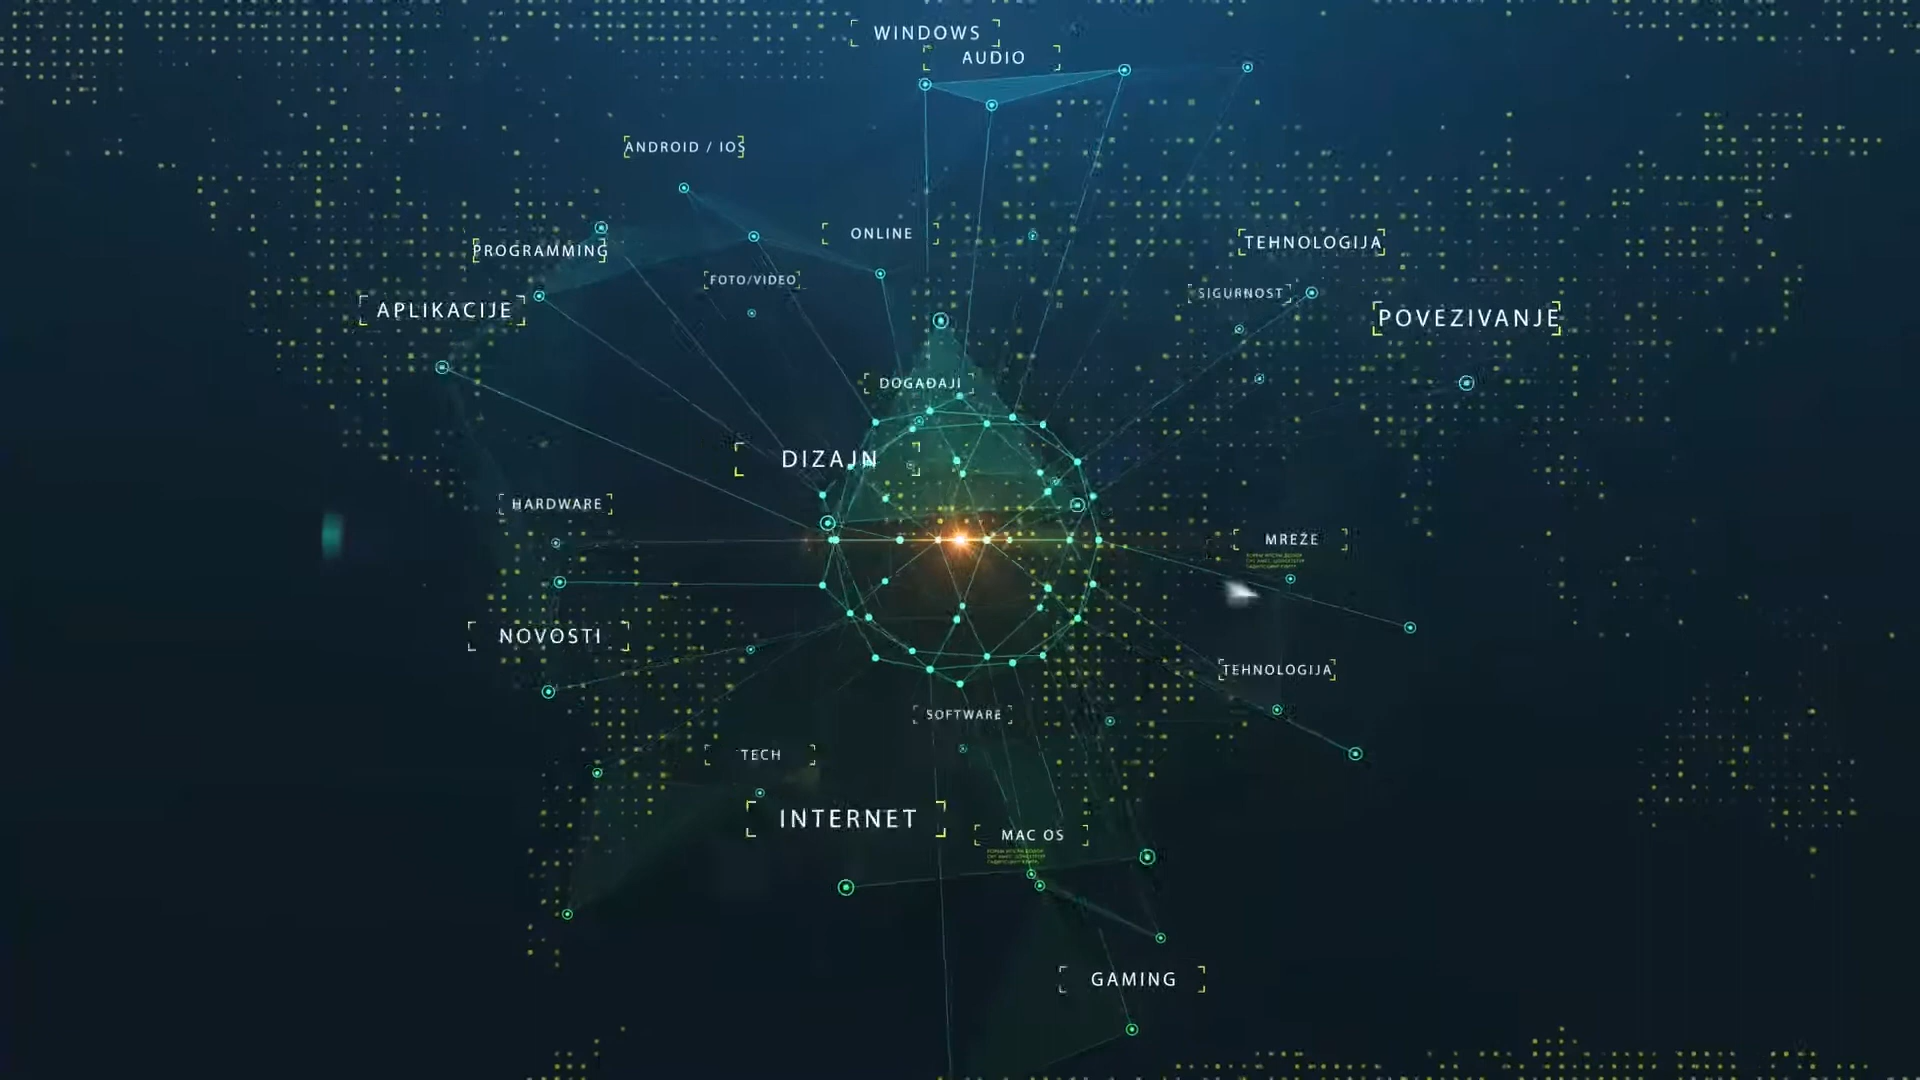 WINDOWS
AUDIO
ANDROID / IOS
ONLINE
TEHNOLOGIJA
PROGRAMMING
FOTO/VIDEO
SIGURNOST
APLIKACIJE
POVEZIVANJE
DOGAĐAJI
DIZAJN
HARDWARE
MREŽE
NOVOSTI
TEHNOLOGIJA
SOFTWARE
TECH
INTERNET
MAC OS
GAMING